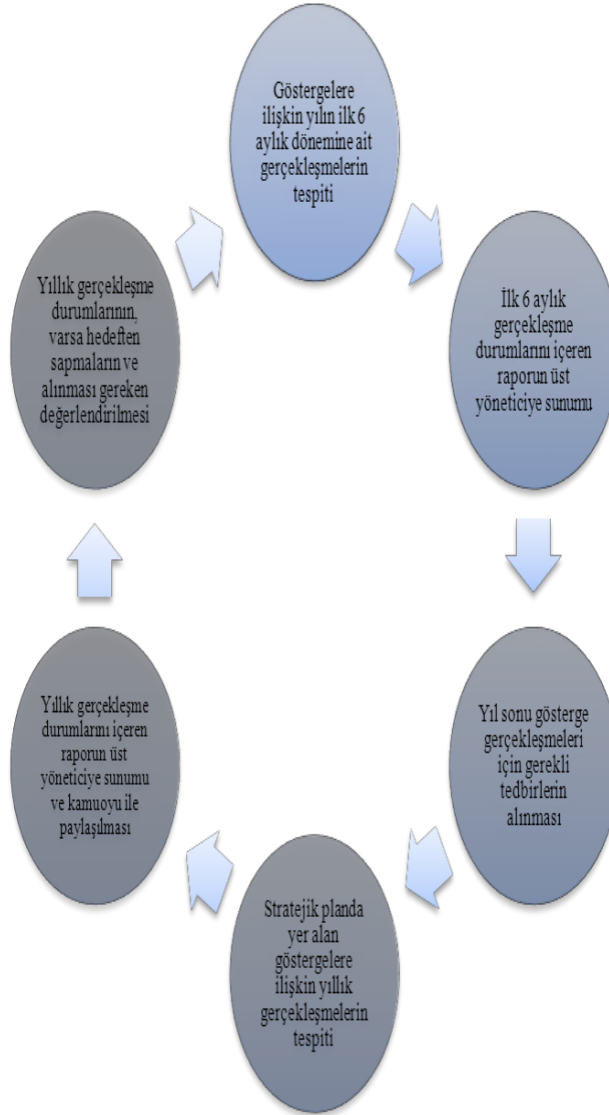 Göstergelere
ilişkin yılın ilk 6
aylık dönemine ait
gerçekleşmelerin
tespiti
İlk 6 aylık
gerçekleşme
durumlarını içeren
raporun üst
yöneticiye sunumu
Yıl sonu gösterge
gerçekleşmeleri
için gerekli
tedbirlerin
alınması
Stratejik planda
yer alan
göstergelere
ilişkin yıllık
gerçekleşmelerin
tespiti
Yıllık gerçekleşme
durumlarını içeren
raporun üst
yöneticiye sunumu
ve kamuoyu ile
paylaşılması
Yıllık gerçekleşme
durumlarının,
varsa hedeften
sapmaların ve
alınması gereken
değerlendirilmesi